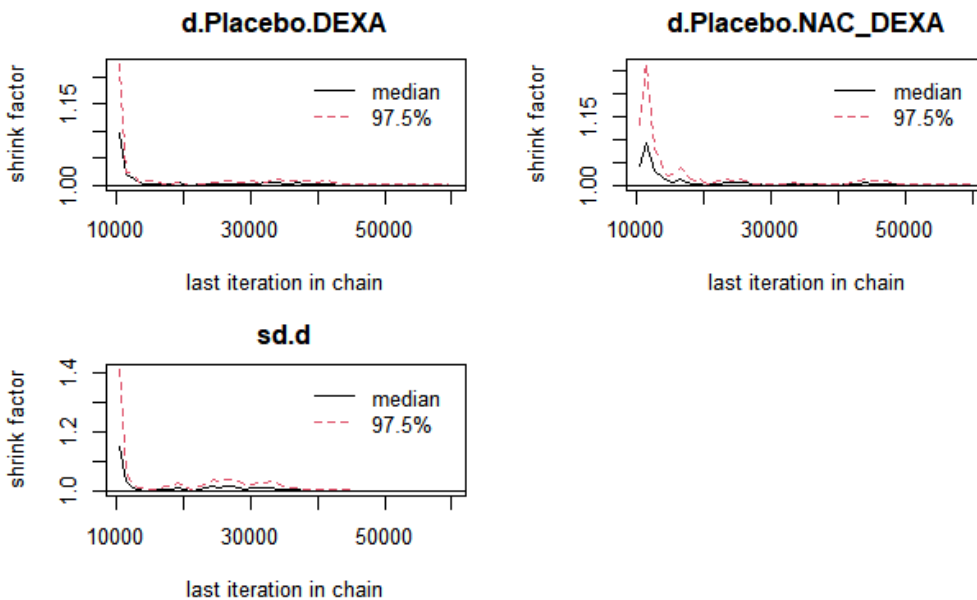 d.Placebo.DEXA
shrink factor
1.00 1.15
median
97.5%
10000 30000 50000
last iteration in chain
d.Placebo.NAC_DEXA
shrink factor
1.00 1.15
median
97.5%
10000 30000 50000
last iteration in chain
sd.d
shrink factor
1.0 1.2 1.4
median
97.5%
10000 30000 50000
last iteration in chain